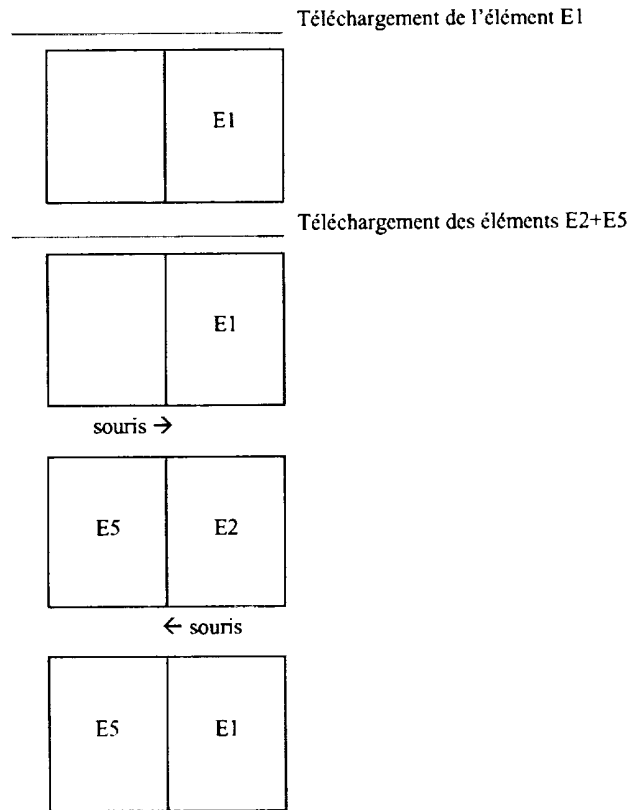 Téléchargement de l'élément E1
E1
Téléchargement des éléments E2+E5
E1
souris →
E5 E2
← souris
E5 E1